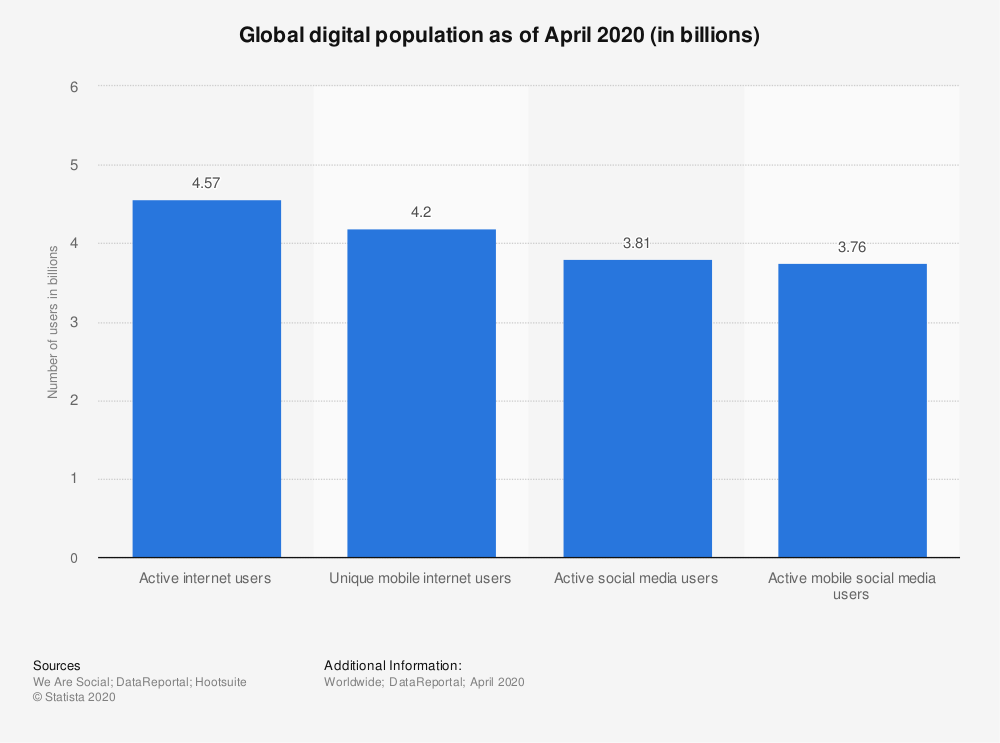 Global digital population as of April 2020 (in billions)
Number of users in billions
6
5
4
3
2
1
0
4.57
4.2
3.81
3.76
Active internet users
Unique mobile internet users
Active social media users
Active mobile social media
users
Sources
We Are Social; DataReportal; Hootsuite
© Statista 2020
Additional Information:
Worldwide; DataReportal; April 2020